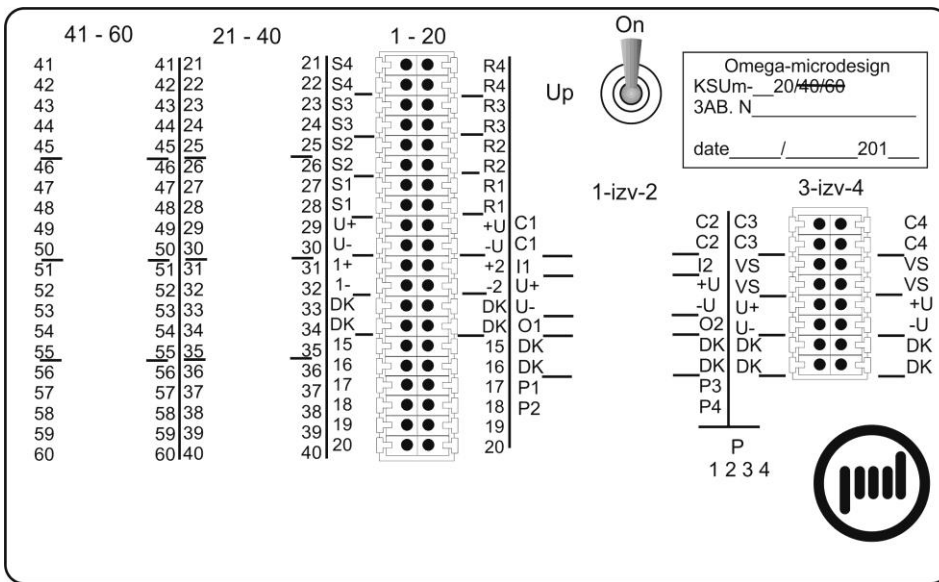 41 - 60 21 - 40 1 - 20 On
Up
Omega-microdesign
KSUm-__20/40/60
3AB. N____________
date____/______201___
1-izv-2 3-izv-4
41 41 21 21 S4 R4
42 42 22 22 S4 R4
43 43 23 23 S3 R3
44 44 24 24 S3 R3
45 45 25 25 S2 R2
46 46 26 26 S2 R2
47 47 27 27 S1 R1
48 48 28 28 S1 R1
49 49 29 29 U+ +U C1 C2 C3 C4
50 50 30 30 U- -U C1 C2 C3 C4
51 51 31 31 1+ +2 I1 I2 VS VS
52 52 32 32 1- -2 U+ +U VS VS
53 53 33 33 DK DK U- -U U+ +U
54 54 34 34 DK DK O1 O2 U- -U
55 55 35 35 15 15 DK DK DK DK
56 56 36 36 16 16 DK DK DK DK
57 57 37 37 17 17 P1 P3
58 58 38 38 18 18 P2 P4
59 59 39 39 19 19
60 60 40 40 20 20
P
1 2 3 4